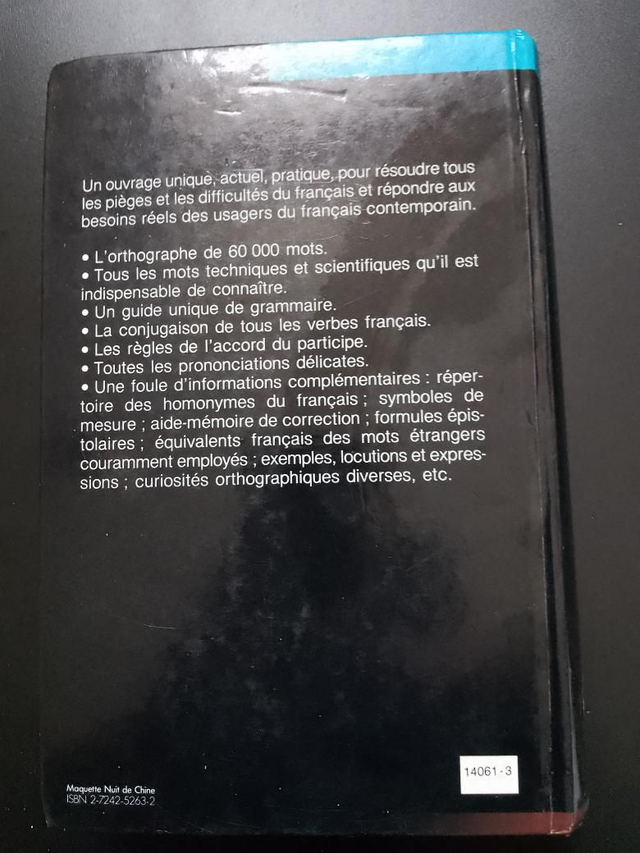 Un ouvrage unique, actuel, pratique, pour résoudre tous
les pièges et les difficultés du français et répondre aux
besoins réels des usagers du français contemporain.
• L'orthographe de 60 000 mots.
• Tous les mots techniques et scientifiques qu'il est
indispensable de connaître.
• Un guide unique de grammaire.
• La conjugaison de tous les verbes français.
• Les règles de l'accord du participe.
• Toutes les prononciations délicates.
• Une foule d'informations complémentaires : réper-
toire des homonymes du français ; symboles de
mesure ; aide-mémoire de correction ; formules épis-
tolaires ; équivalents français des mots étrangers
couramment employés ; exemples, locutions et expres-
sions ; curiosités orthographiques diverses, etc.
14061-3
Maquette Nuit de Chine
ISBN 2-7242-5263-2